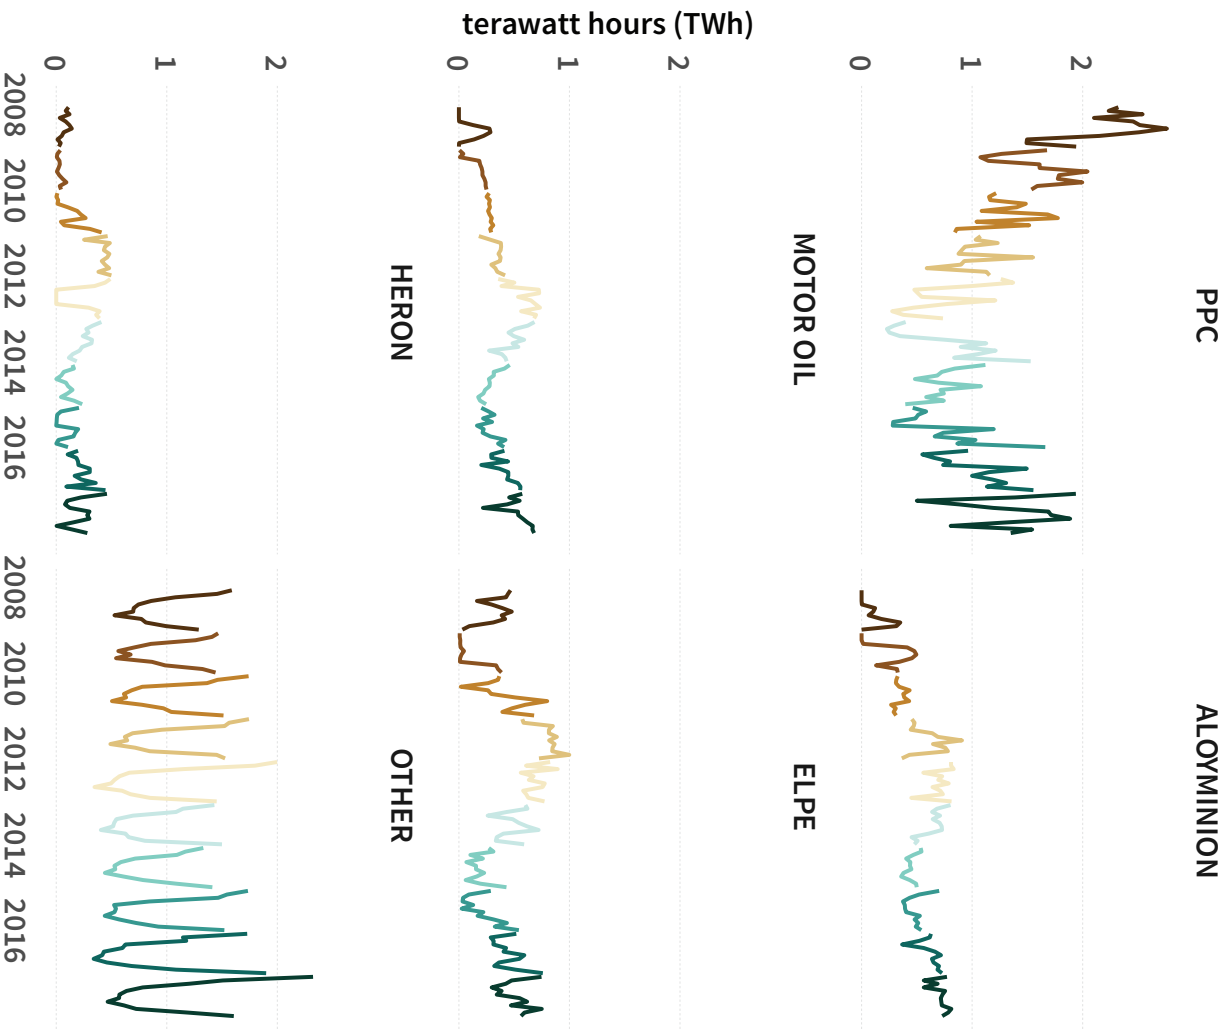 terawatt hours (TWh)
PPC
ALOYMINION
2
1
0
MOTOR OIL
ELPE
2
1
0
HERON
OTHER
2
1
0
2008 2010 2012 2014 2016
2008 2010 2012 2014 2016